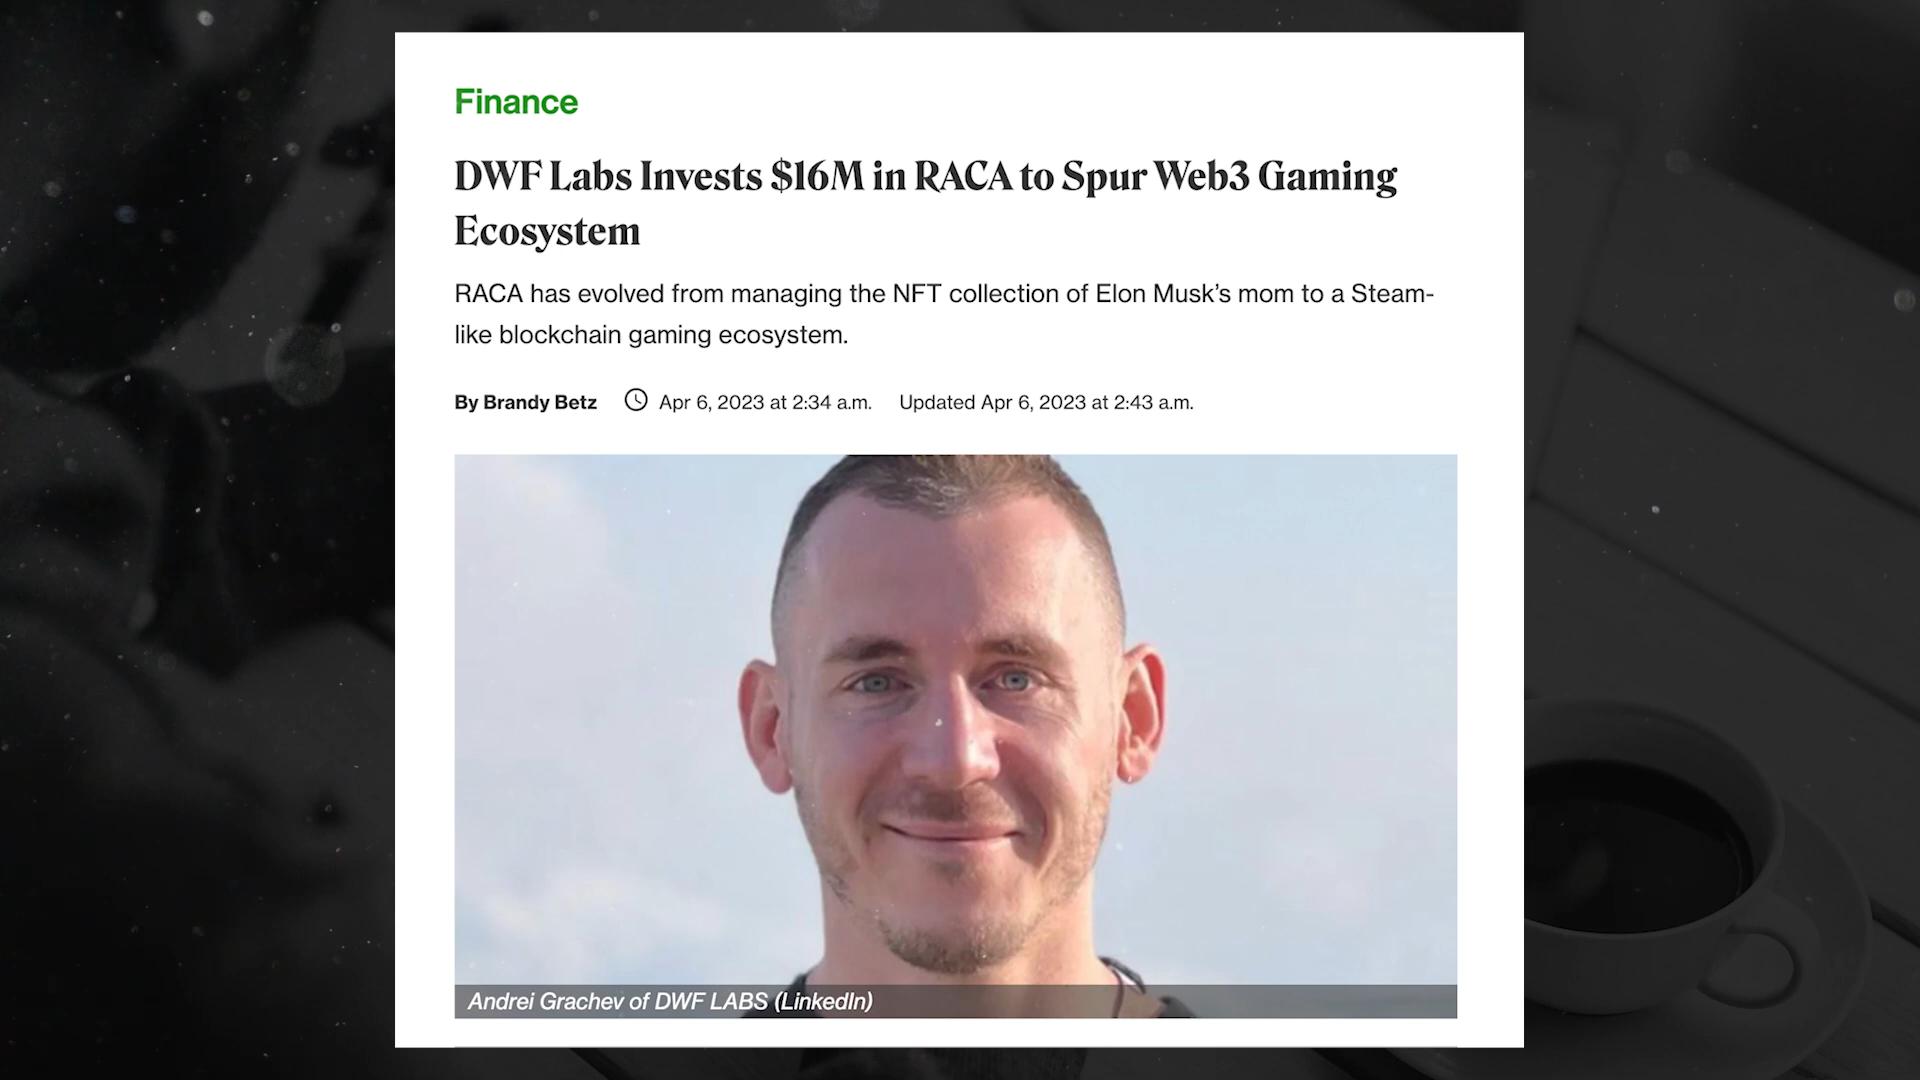 Finance
DWF Labs Invests $16M in RACA to Spur Web3 Gaming
Ecosystem
RACA has evolved from managing the NFT collection of Elon Musk’s mom to a Steam-
like blockchain gaming ecosystem.
By Brandy Betz Apr 6, 2023 at 2:34 a.m. Updated Apr 6, 2023 at 2:43 a.m.
Andrei Grachev of DWF LABS (LinkedIn)